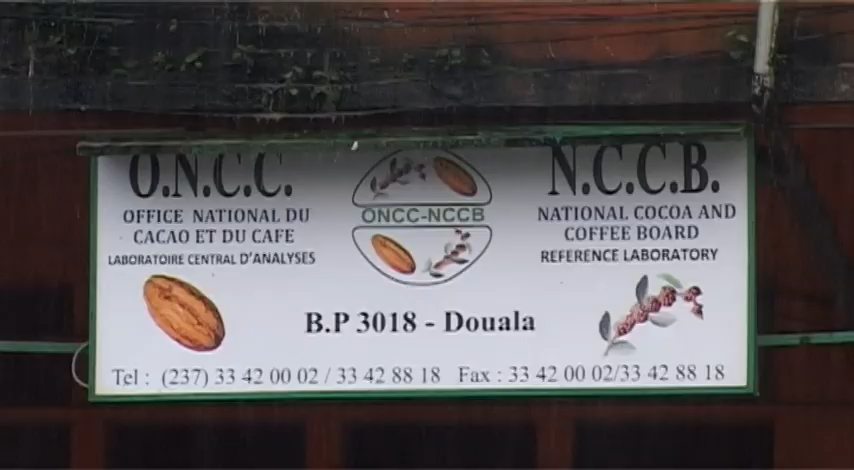 O.N.C.C.
OFFICE NATIONAL DU
CACAO ET DU CAFE
LABORATOIRE CENTRAL D'ANALYSES
ONCC-NCCB
N.C.C.B.
NATIONAL COCOA AND
COFFEE BOARD
REFERENCE LABORATORY
B.P 3018 - Douala
Tel : (237) 33 42 00 02 / 33 42 88 18 Fax : 33 42 00 02/33 42 88 18